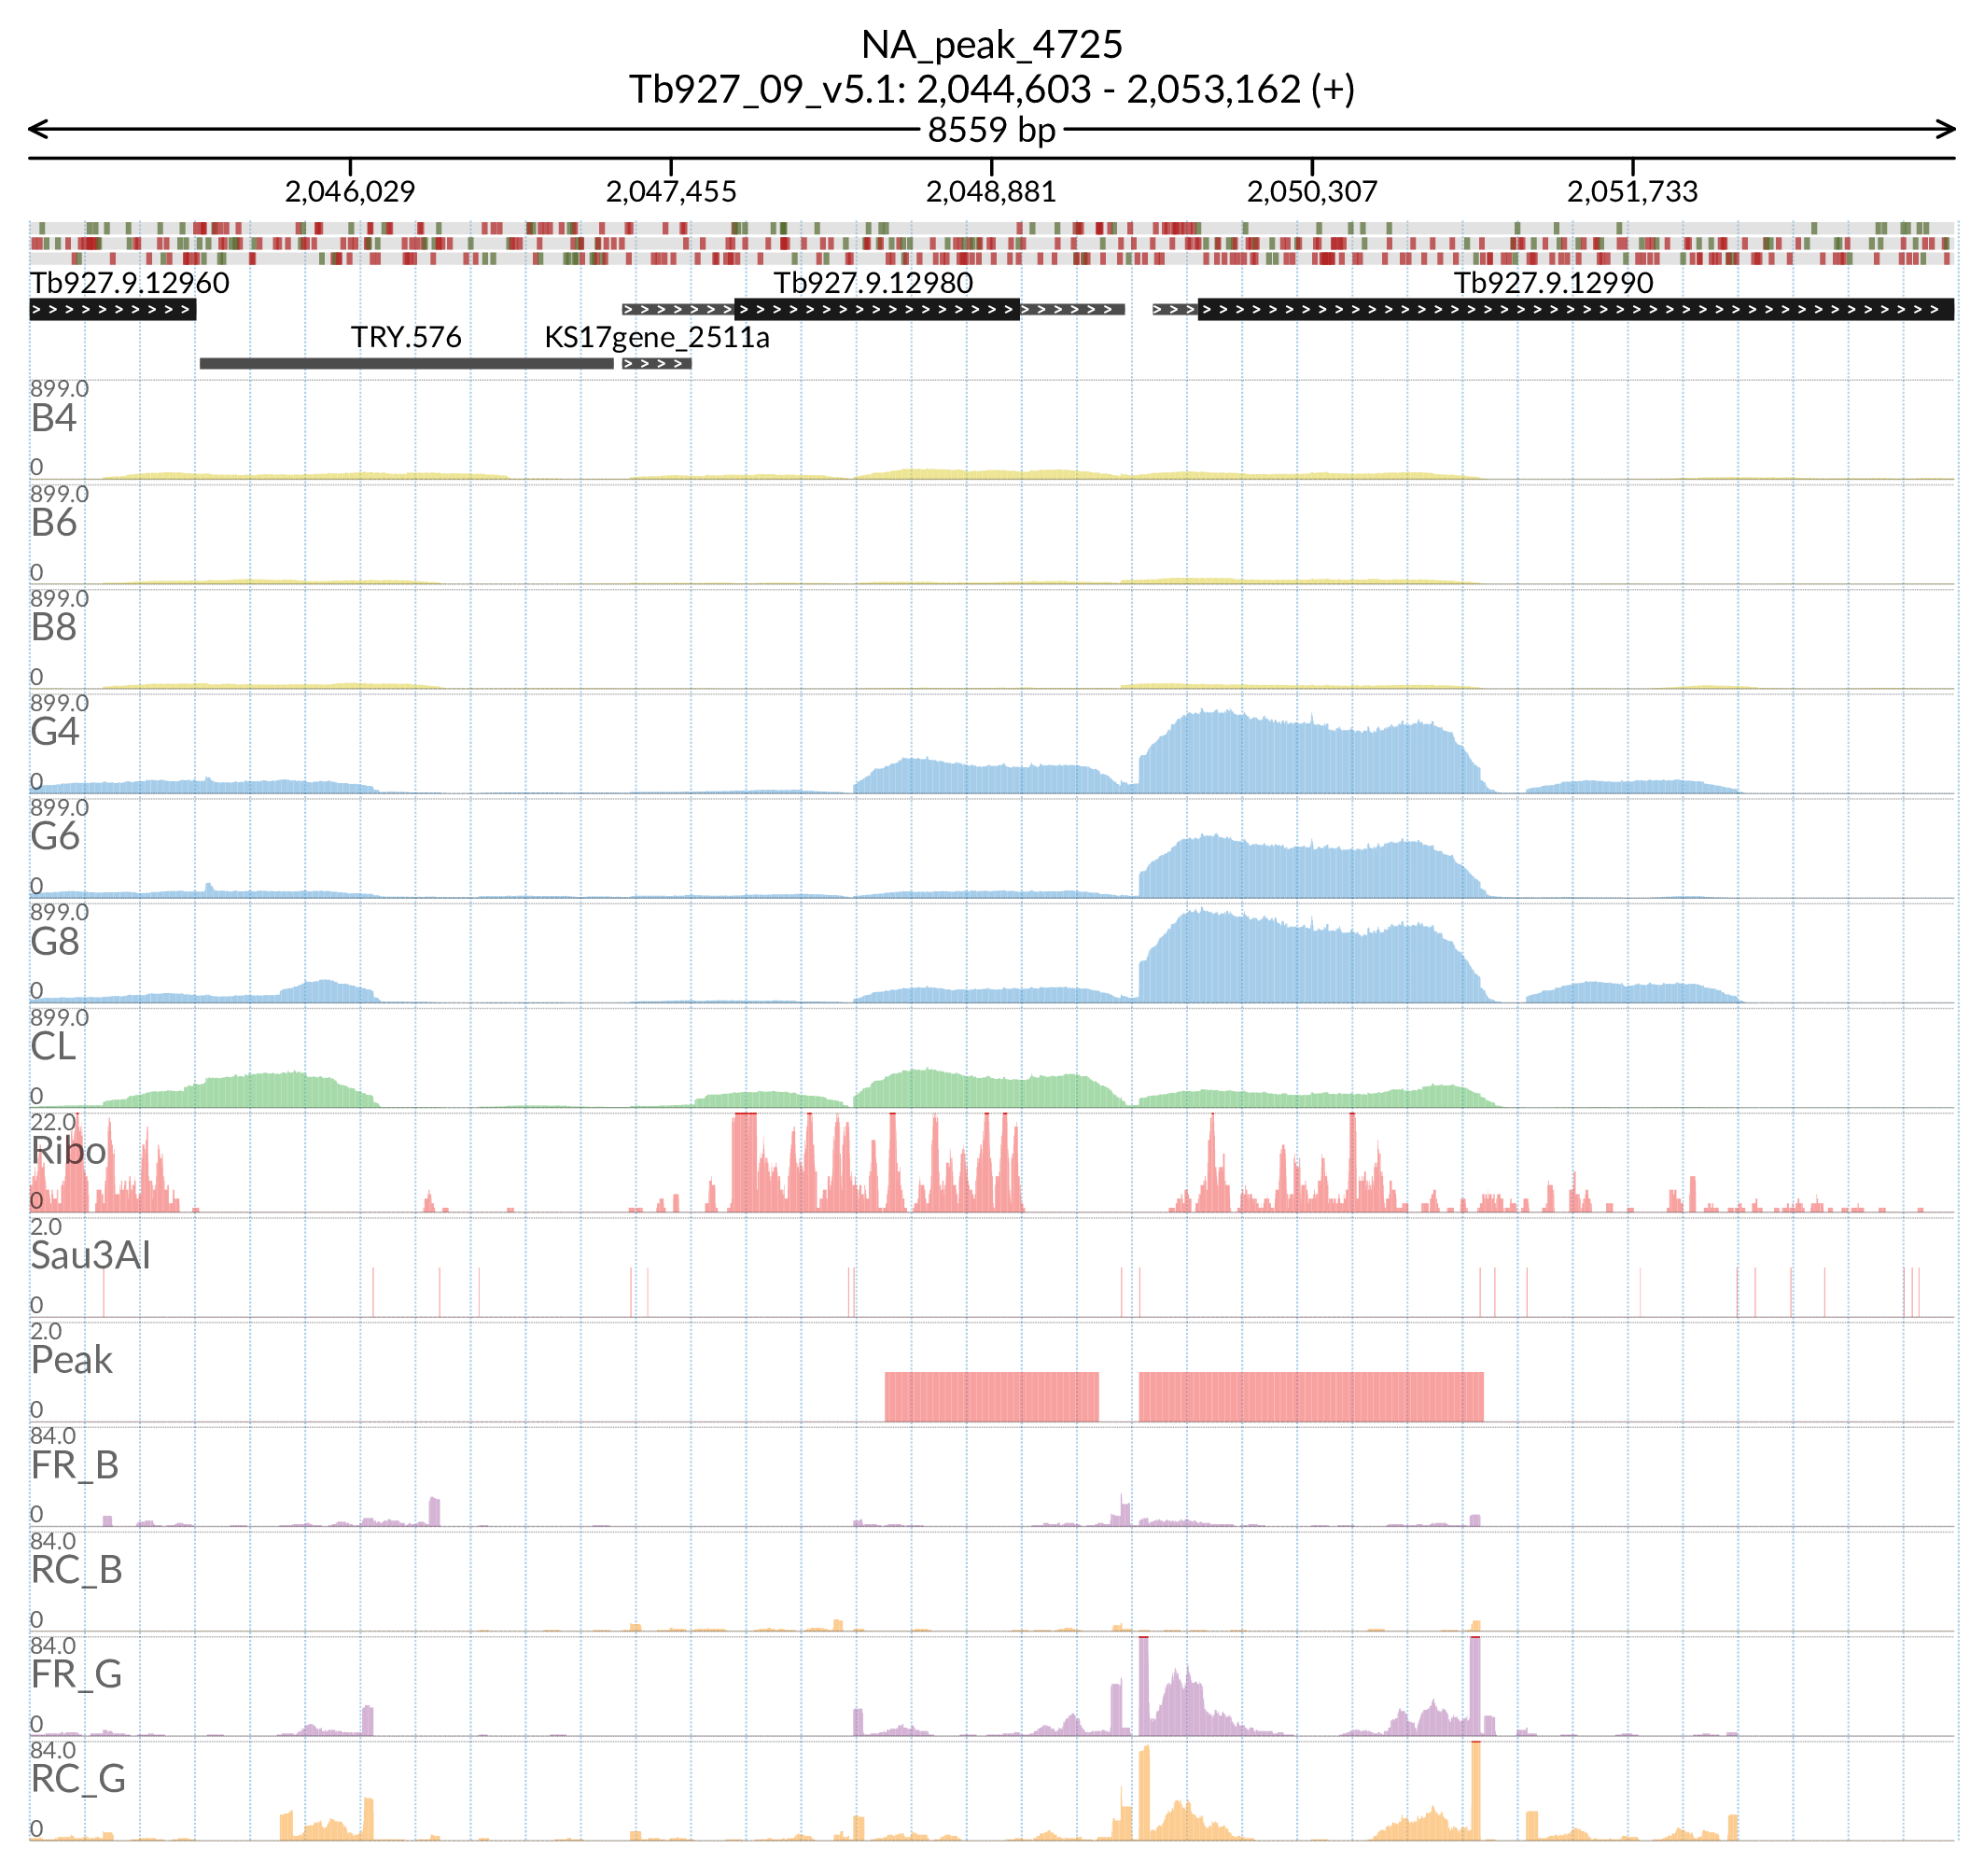 NA_peak_4725
Tb927_09_v5.1: 2,044,603 - 2,053,162 (+)
8559 bp
2,046,029 2,047,455 2,048,881 2,050,307 2,051,733
Tb927.9.12960 Tb927.9.12980 Tb927.9.12990
TRY.576 KS17gene_2511a
899.0
B4
0
899.0
B6
0
899.0
B8
0
899.0
G4
0
899.0
G6
0
899.0
G8
0
899.0
CL
0
22.0
Ribo
0
2.0
Sau3AI
0
2.0
Peak
0
84.0
FR_B
0
84.0
RC_B
0
84.0
FR_G
0
84.0
RC_G
0